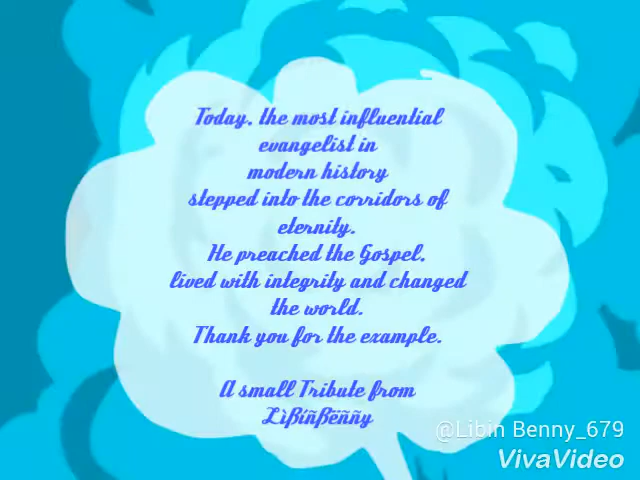 Today, the most influential
evangelist in
modern history
stepped into the corridors of
eternity.
He preached the Gospel,
lived with integrity and changed
the world.
Thank you for the example.
A small Tribute from
LìßíñßëññY
@Libin Benny_679
VivaVideo